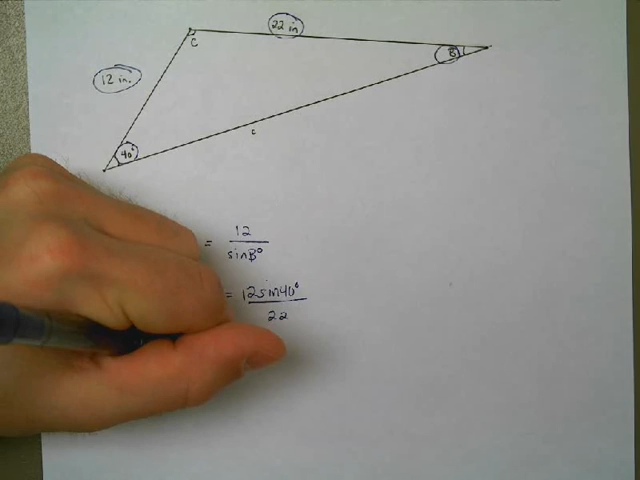 C
22 in
B
12 in.
40°
c
= 12
sinB°
= 12sin40°
22